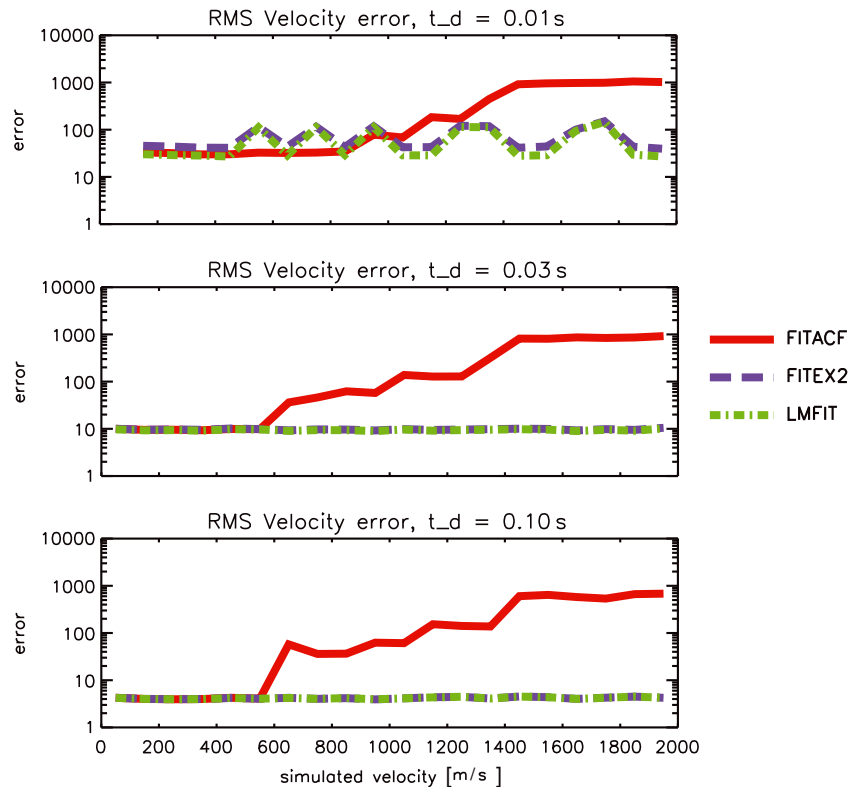 RMS Velocity error, t_d = 0.01s
10000
1000
100
10
1
error
RMS Velocity error, t_d = 0.03s
10000
1000
100
10
1
error
FITACF
FITEX2
LMFIT
RMS Velocity error, t_d = 0.10s
10000
1000
100
10
1
error
0 200 400 600 800 1000 1200 1400 1600 1800 2000
simulated velocity [m/s]